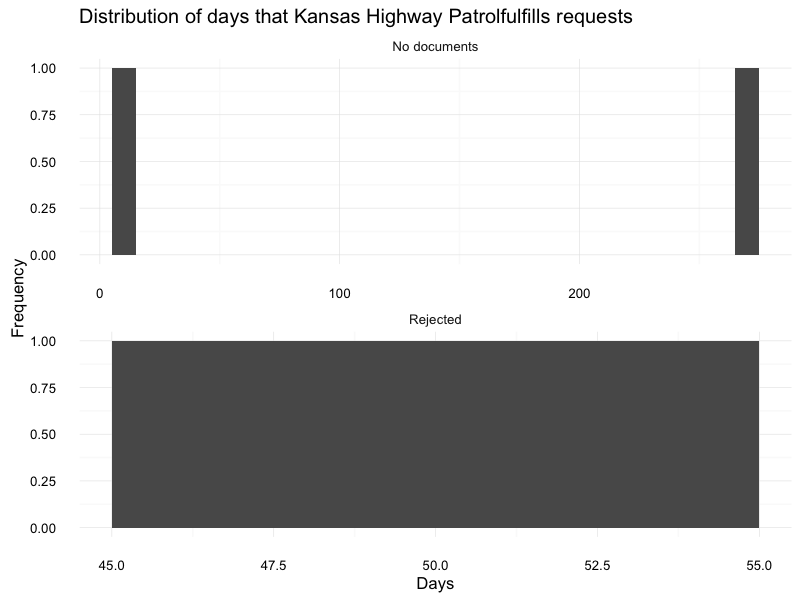 Distribution of days that Kansas Highway Patrolfulfills requests
No documents
1.00
0.75
0.50
0.25
0.00
0 100 200
Frequency
Rejected
1.00
0.75
0.50
0.25
0.00
45.0 47.5 50.0 52.5 55.0
Days